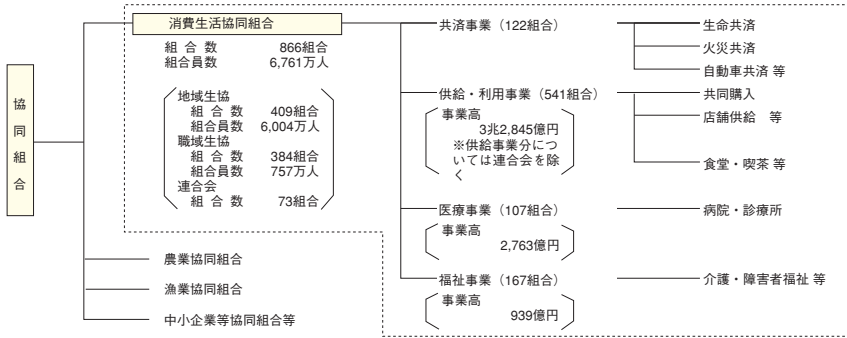 協同組合
消費生活協同組合
組合数 866組合
組合員数 6,761万人
地域生協
組合数 409組合
組合員数 6,004万人
職域生協
組合数 384組合
組合員数 757万人
連合会
組合数 73組合
農業協同組合
漁業協同組合
中小企業等協同組合等
共済事業（122組合）
生命共済
火災共済
自動車共済 等
供給・利用事業（541組合）
事業高
3兆2,845億円
※供給事業分につ
いては連合会を除
く
共同購入
店舗供給 等
食堂・喫茶 等
医療事業（107組合）
事業高
2,763億円
病院・診療所
福祉事業（167組合）
事業高
939億円
介護・障害者福祉 等